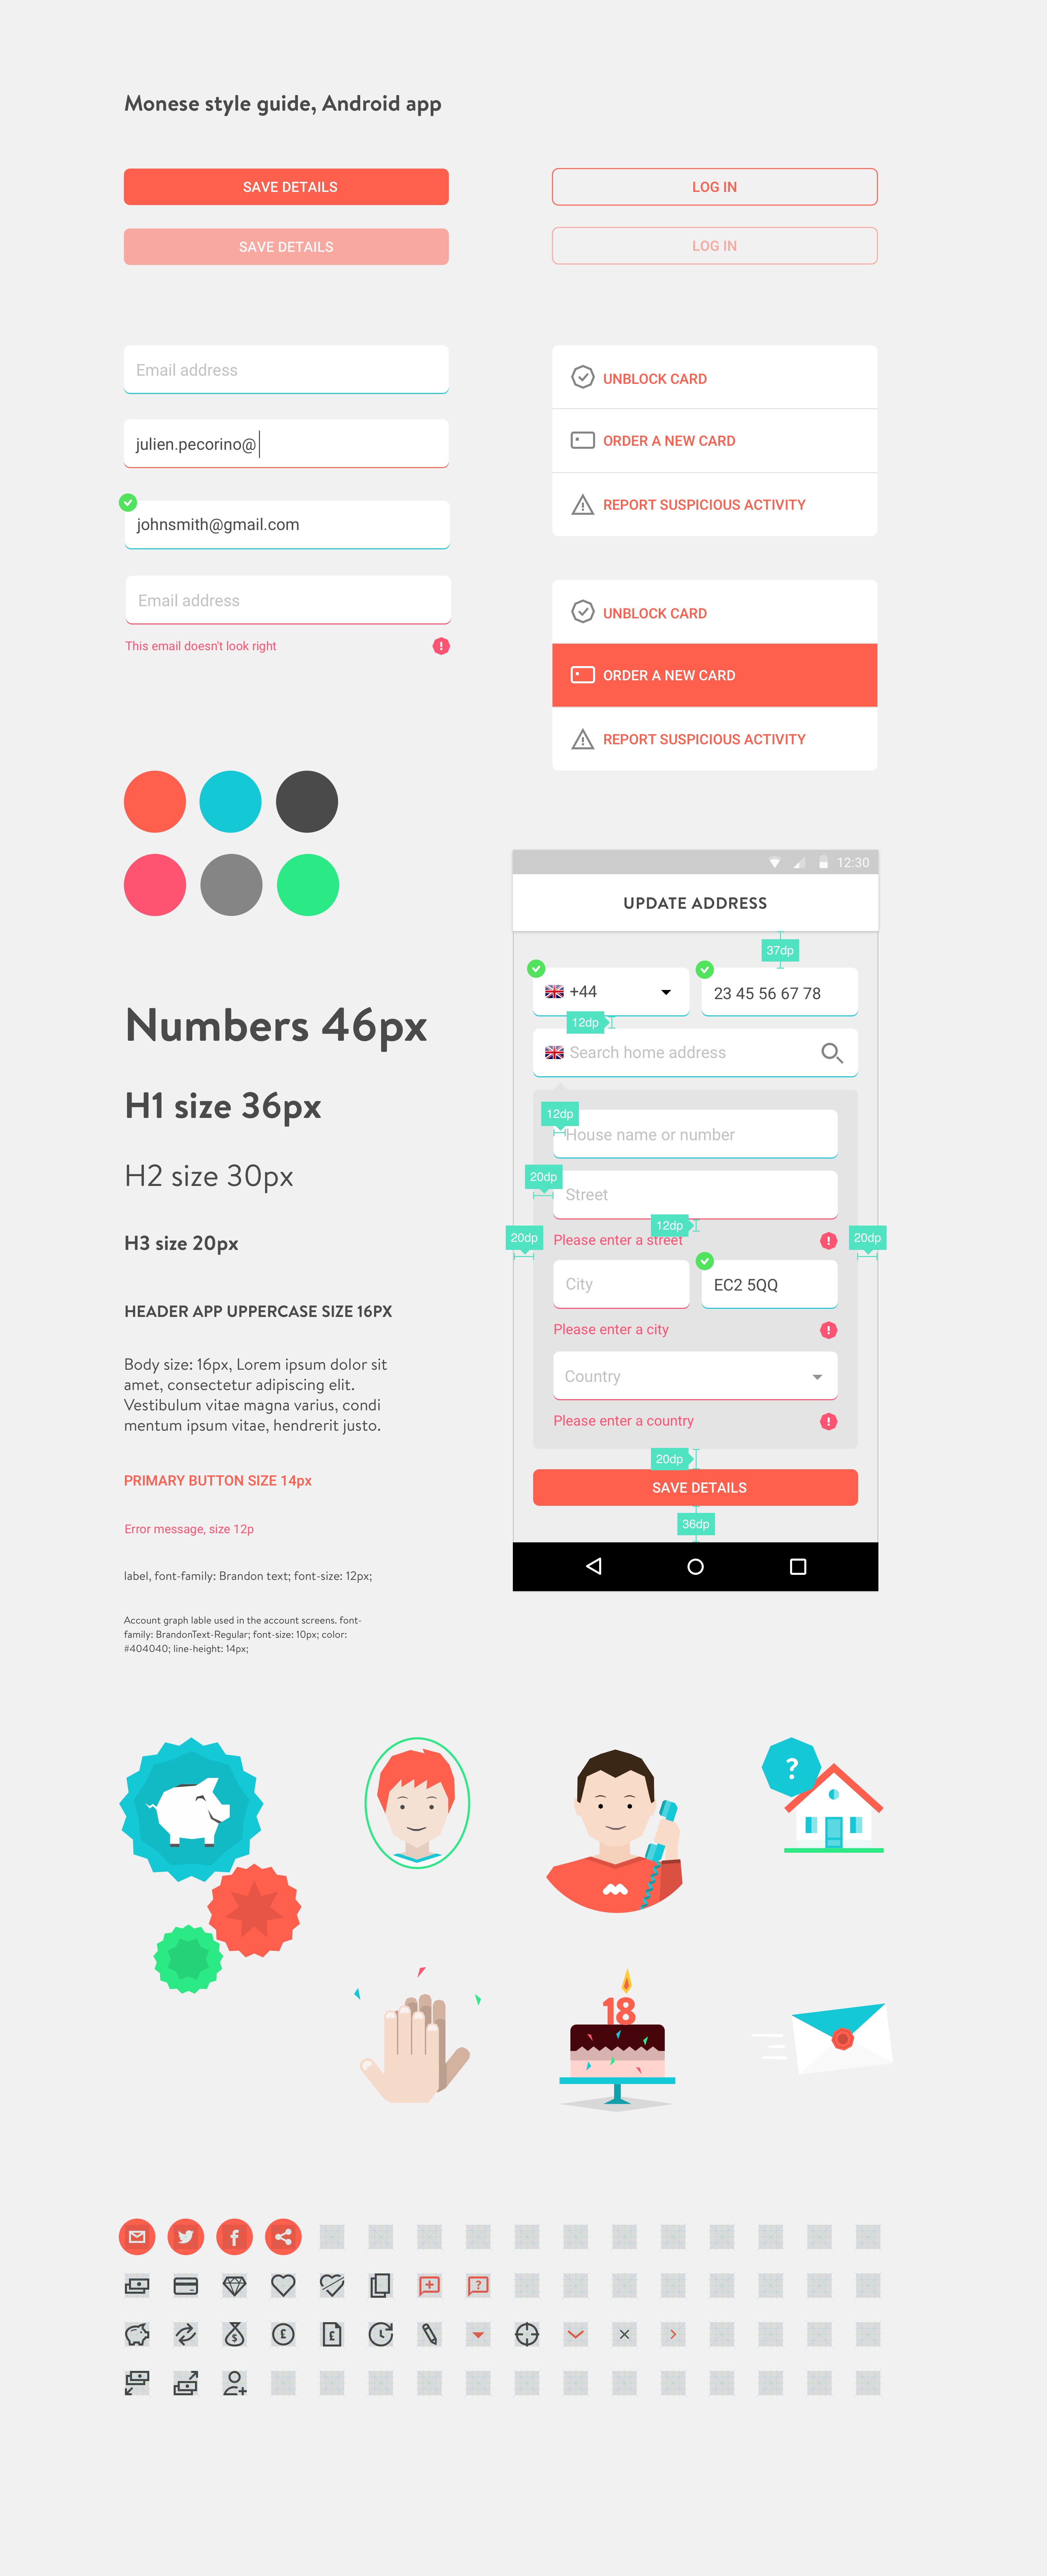 Monese style guide, Android app
SAVE DETAILS
LOG IN
SAVE DETAILS
LOG IN
Email address
julien.pecorino@
johnsmith@gmail.com
Email address
This email doesn't look right
!
UNBLOCK CARD
ORDER A NEW CARD
REPORT SUSPICIOUS ACTIVITY
UNBLOCK CARD
ORDER A NEW CARD
REPORT SUSPICIOUS ACTIVITY
Numbers 46px
H1 size 36px
H2 size 30px
H3 size 20px
HEADER APP UPPERCASE SIZE 16PX
Body size: 16px, Lorem ipsum dolor sit
amet, consectetur adipiscing elit.
Vestibulum vitae magna varius, condi
mentum ipsum vitae, hendrerit justo.
PRIMARY BUTTON SIZE 14px
Error message, size 12p
label, font-family: Brandon text; font-size: 12px;
Account graph lable used in the account screens. font-
family: BrandonText-Regular; font-size: 10px; color:
#404040; line-height: 14px;
12:30
UPDATE ADDRESS
37dp
+44
23 45 56 67 78
12dp
Search home address
12dp
House name or number
20dp
Street
12dp
20dp
Please enter a street
!
20dp
City
EC2 5QQ
Please enter a city
!
Country
Please enter a country
!
20dp
SAVE DETAILS
36dp
?
18
f
?
$
£
£